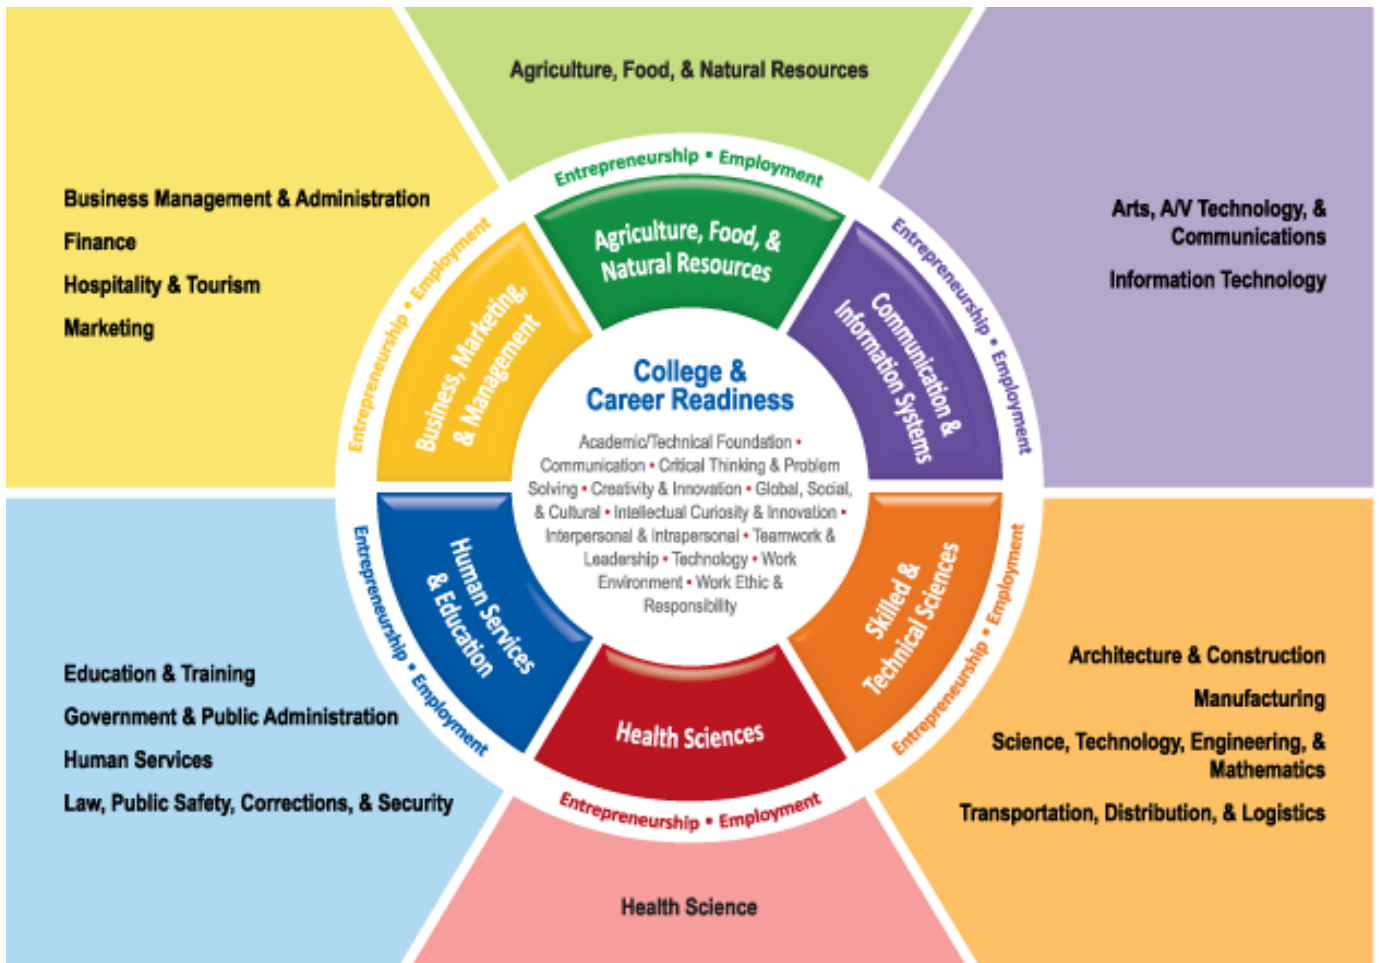 Agriculture, Food, & Natural Resources
Business Management & Administration
Finance
Hospitality & Tourism
Marketing
Arts, A/V Technology, &
Communications
Information Technology
Entrepreneurship • Employment
Agriculture, Food, &
Natural Resources
Entrepreneurship • Employment
Business, Marketing,
& Management
Entrepreneurship • Employment
Communication &
Information Systems
College &
Career Readiness
Academic/Technical Foundation •
Communication • Critical Thinking & Problem
Solving • Creativity & Innovation • Global, Social,
& Cultural • Intellectual Curiosity & Innovation •
Interpersonal & Intrapersonal • Teamwork &
Leadership • Technology • Work
Environment • Work Ethic &
Responsibility
Entrepreneurship • Employment
Human Services
& Education
Entrepreneurship • Employment
Skilled &
Technical Sciences
Health Sciences
Entrepreneurship • Employment
Education & Training
Government & Public Administration
Human Services
Law, Public Safety, Corrections, & Security
Architecture & Construction
Manufacturing
Science, Technology, Engineering, &
Mathematics
Transportation, Distribution, & Logistics
Health Science